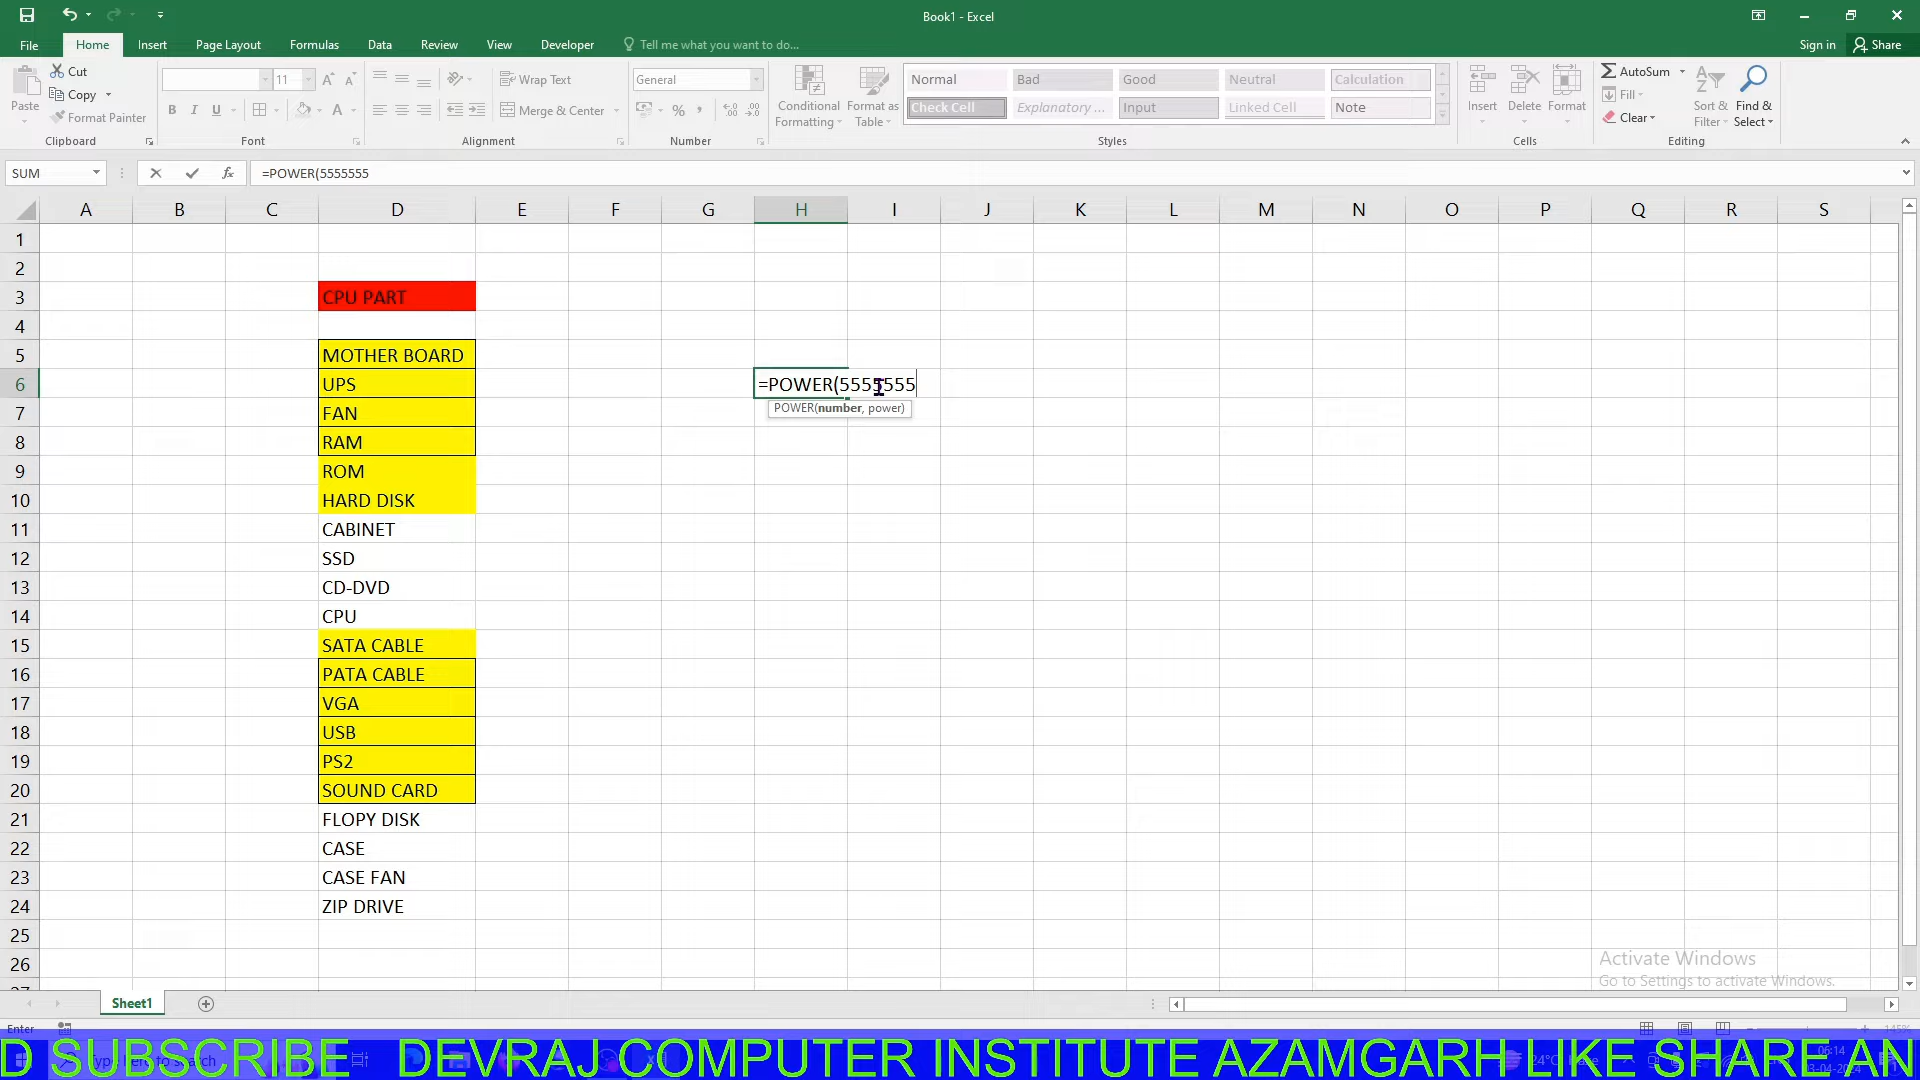 Book1 - Excel
File Home Insert Page Layout Formulas Data Review View Developer Tell me what you want to do... Sign in Share
Cut
Copy
Format Painter
Paste
Clipboard
11
B I U
Font
Wrap Text
Merge & Center
Alignment
General
Number
Conditional Formatting
Format as Table
Normal Bad Good Neutral Calculation
Check Cell Explanatory ... Input Linked Cell Note
Styles
Insert Delete Format
Cells
AutoSum
Fill
Clear
Sort & Filter
Find & Select
Editing
SUM =POWER(5555555
A B C D E F G H I J K L M N O P Q R S
1
2
3 CPU PART
4
5 MOTHER BOARD
6 UPS =POWER(5555555
7 FAN POWER(number, power)
8 RAM
9 ROM
10 HARD DISK
11 CABINET
12 SSD
13 CD-DVD
14 CPU
15 SATA CABLE
16 PATA CABLE
17 VGA
18 USB
19 PS2
20 SOUND CARD
21 FLOPY DISK
22 CASE
23 CASE FAN
24 ZIP DRIVE
25
26
Activate Windows
Go to Settings to activate Windows.
Sheet1
Enter
D SUBSCRIBE DEVRAJ COMPUTER INSTITUTE AZAMGARH LIKE SHARE AN